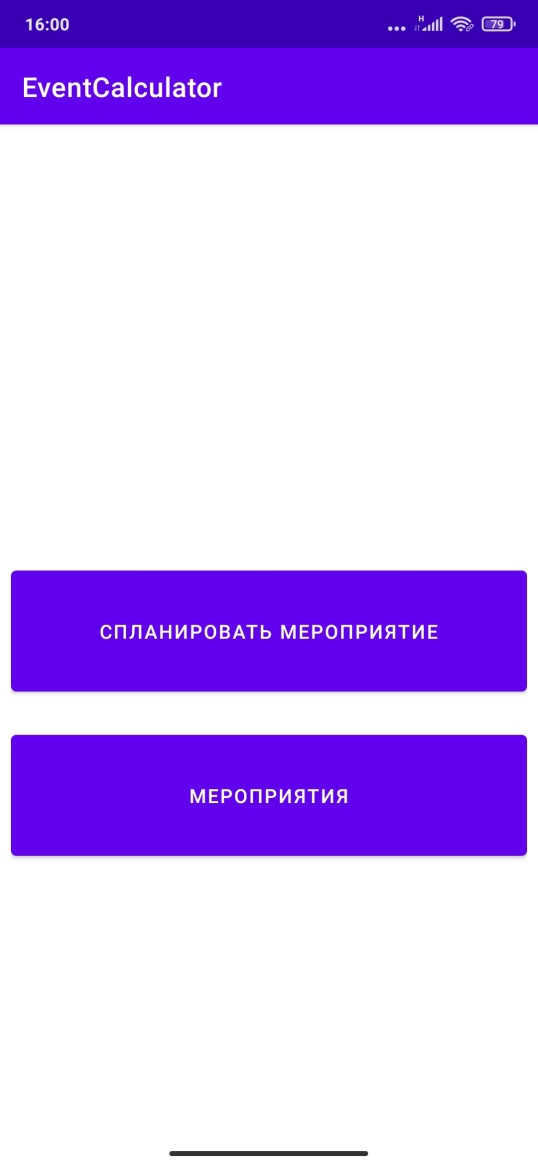 16:00
H
79
EventCalculator
СПЛАНИРОВАТЬ МЕРОПРИЯТИЕ
МЕРОПРИЯТИЯ